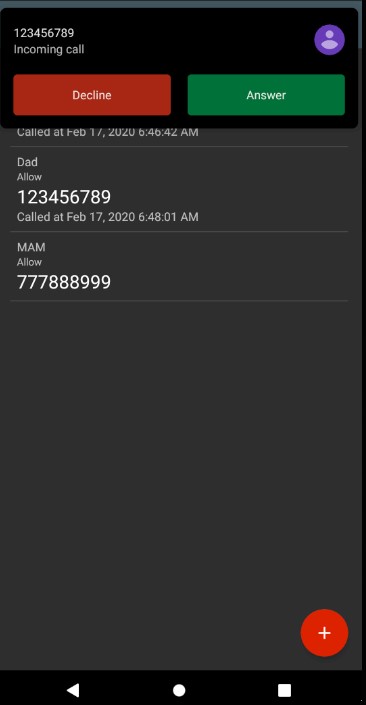 123456789
Incoming call
Decline
Answer
Called at Feb 17, 2020 6:46:42 AM
Dad
Allow
123456789
Called at Feb 17, 2020 6:48:01 AM
MAM
Allow
777888999
+